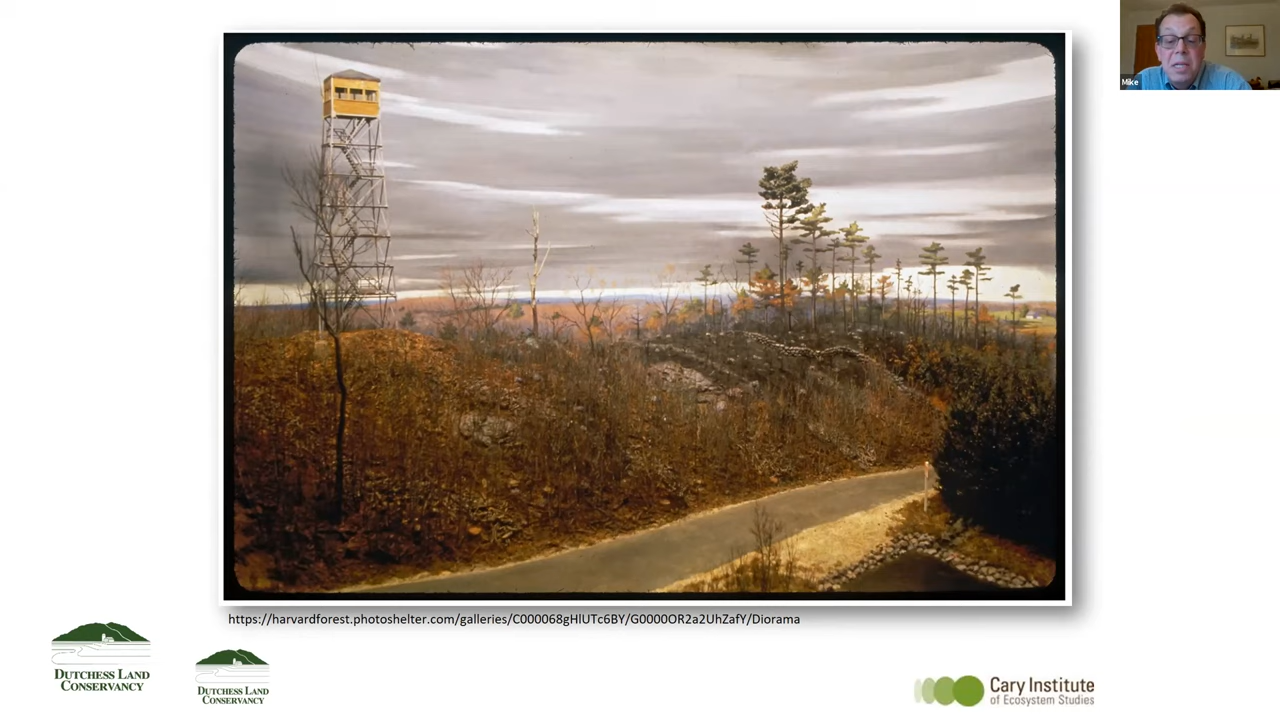 Mike
https://harvardforest.photoshelter.com/galleries/C000068gHlUTc6BY/G0000OR2a2UhZafY/Diorama
DUTCHESS LAND
CONSERVANCY
DUTCHESS LAND
CONSERVANCY
Cary Institute
of Ecosystem Studies